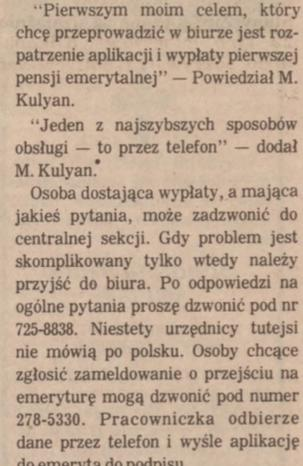 “Pierwszym moim celem, który
chcę przeprowadzić w biurze jest roz-
patrzenie aplikacji i wypłaty pierwszej
pensji emerytalnej” — Powiedział M.
Kulyan.
“Jeden z najszybszych sposobów
obsługi — to przez telefon” — dodał
M. Kulyan.
Osoba dostająca wypłaty, a mająca
jakieś pytania, może zadzwonić do
centralnej sekcji. Gdy problem jest
skomplikowany tylko wtedy należy
przyjść do biura. Po odpowiedzi na
ogólne pytania proszę dzwonić pod nr
725-8838. Niestety urzędnicy tutejsi
nie mówią po polsku. Osoby chcące
zgłosić zameldowanie o przejściu na
emeryturę mogą dzwonić pod numer
278-5330. Pracowniczka odbierze
dane przez telefon i wyśle aplikację
do emeryta do podpisu